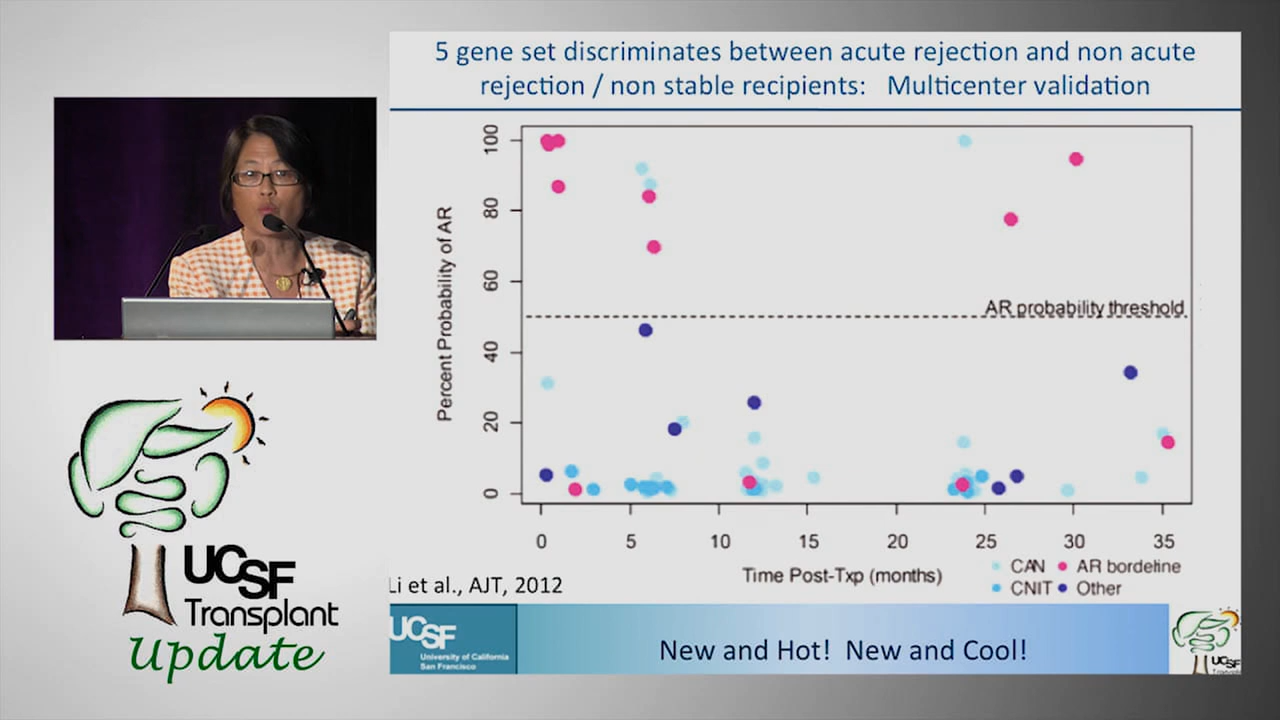 5 gene set discriminates between acute rejection and non acute
rejection / non stable recipients: Multicenter validation
Percent Probability of AR
100
80
60
40
20
0
AR probability threshold
0 5 10 15 20 25 30 35
Time Post-Txp (months)
CAN AR bordeline
CNIT Other
Li et al., AJT, 2012
UCSF
Transplant
Update
UCSF
University of California
San Francisco
New and Hot! New and Cool!
UCSF